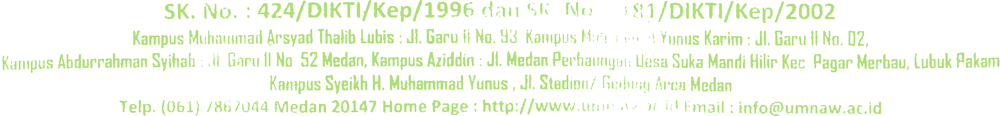 SK. No. : 424/DIKTI/Kep/1996 dan SK No 181/DIKTI/Kep/2002
Kampus Muhammad Arsyad Thalib Lubis : Jl. Garu II No. 93 Kampus Muhammad Yunus Karim : Jl. Garu II No. 02,
Kampus Abdurrahman Syihab : Jl Garu II No 52 Medan, Kampus Aziddin : Jl. Medan Perbaungan Desa Suka Mandi Hilir Kec Pagar Merbau, Lubuk Pakam
Kampus Syeikh H. Muhammad Yunus , Jl. Stadion/ Gedung Arca Medan
Telp. (061) 7867044 Medan 20147 Home Page : http://www.umnaw.ac.id Email : info@umnaw.ac.id